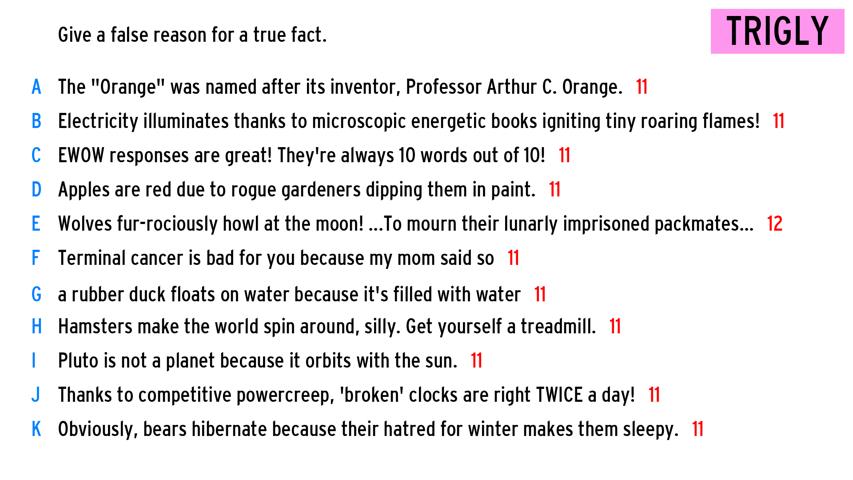 Give a false reason for a true fact.
TRIGLY
A The "Orange" was named after its inventor, Professor Arthur C. Orange. 11
B Electricity illuminates thanks to microscopic energetic books igniting tiny roaring flames! 11
C EWOW responses are great! They're always 10 words out of 10! 11
D Apples are red due to rogue gardeners dipping them in paint. 11
E Wolves fur-rociously howl at the moon! ...To mourn their lunarly imprisoned packmates... 12
F Terminal cancer is bad for you because my mom said so 11
G a rubber duck floats on water because it's filled with water 11
H Hamsters make the world spin around, silly. Get yourself a treadmill. 11
I Pluto is not a planet because it orbits with the sun. 11
J Thanks to competitive powercreep, 'broken' clocks are right TWICE a day! 11
K Obviously, bears hibernate because their hatred for winter makes them sleepy. 11